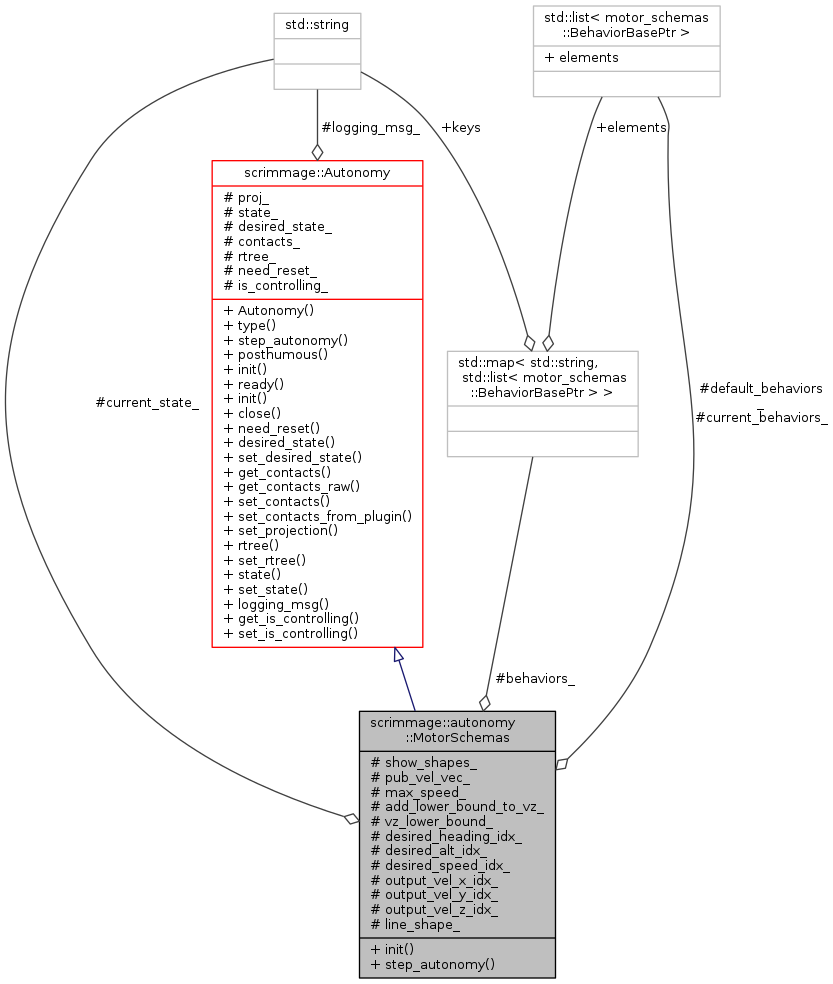 std::string
std::list< motor_schemas
::BehaviorBasePtr >
+ elements
#logging_msg_
+keys
+elements
scrimmage::Autonomy
# proj_
# state_
# desired_state_
# contacts_
# rtree_
# need_reset_
# is_controlling_
+ Autonomy()
+ type()
+ step_autonomy()
+ posthumous()
+ init()
+ ready()
+ init()
+ close()
+ need_reset()
+ desired_state()
+ set_desired_state()
+ get_contacts()
+ get_contacts_raw()
+ set_contacts()
+ set_contacts_from_plugin()
+ set_projection()
+ rtree()
+ set_rtree()
+ state()
+ set_state()
+ logging_msg()
+ get_is_controlling()
+ set_is_controlling()
std::map< std::string,
std::list< motor_schemas
::BehaviorBasePtr > >
#current_state_
#default_behaviors
_
#current_behaviors_
#behaviors_
scrimmage::autonomy
::MotorSchemas
# show_shapes_
# pub_vel_vec_
# max_speed_
# add_lower_bound_to_vz_
# vz_lower_bound_
# desired_heading_idx_
# desired_alt_idx_
# desired_speed_idx_
# output_vel_x_idx_
# output_vel_y_idx_
# output_vel_z_idx_
# line_shape_
+ init()
+ step_autonomy()